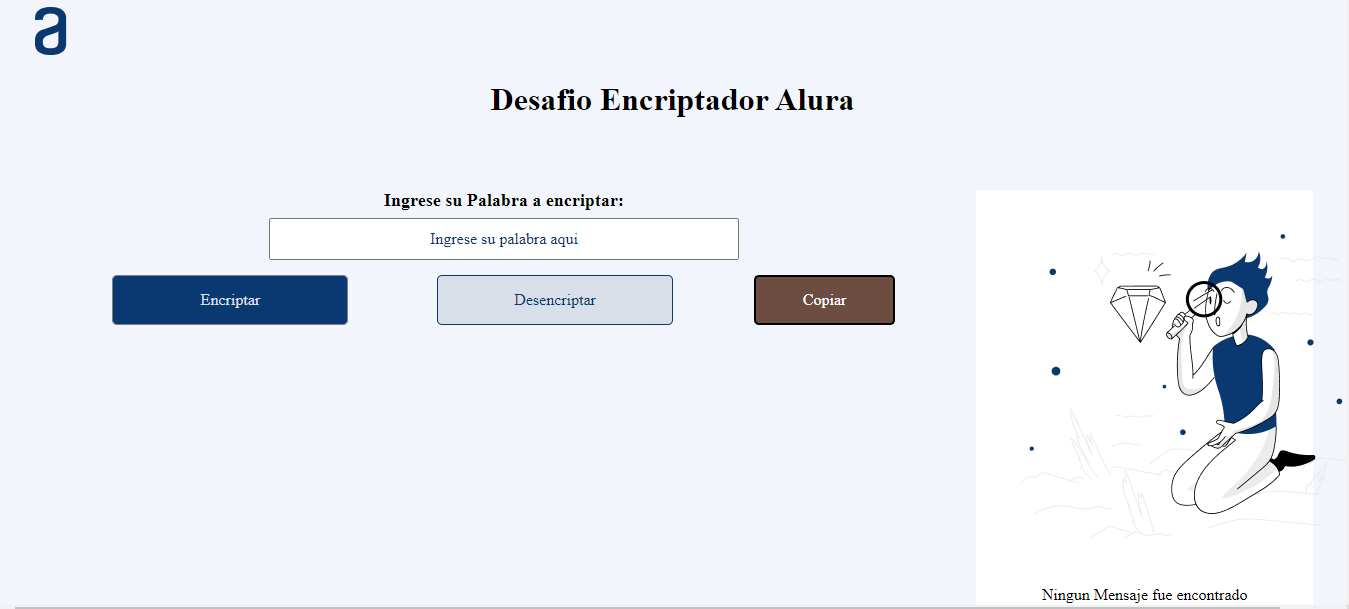 a
Desafio Encriptador Alura
Ingrese su Palabra a encriptar:
Ingrese su palabra aqui
Encriptar
Desencriptar
Copiar
Ningun Mensaje fue encontrado